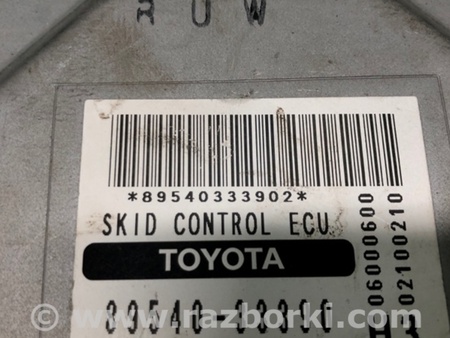 *89540333902*
SKID CONTROL ECU
TOYOTA
06000600
02100210
© www.razborki.com